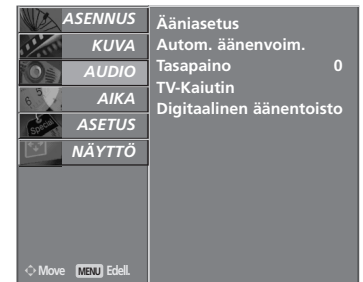 ASENNUS
KUVA
AUDIO
AIKA
ASETUS
NÄYTTÖ
Ääniasetus
Autom. äänenvoim.
Tasapaino 0
TV-Kaiutin
Digitaalinen äänentoisto
Move MENU Edell.